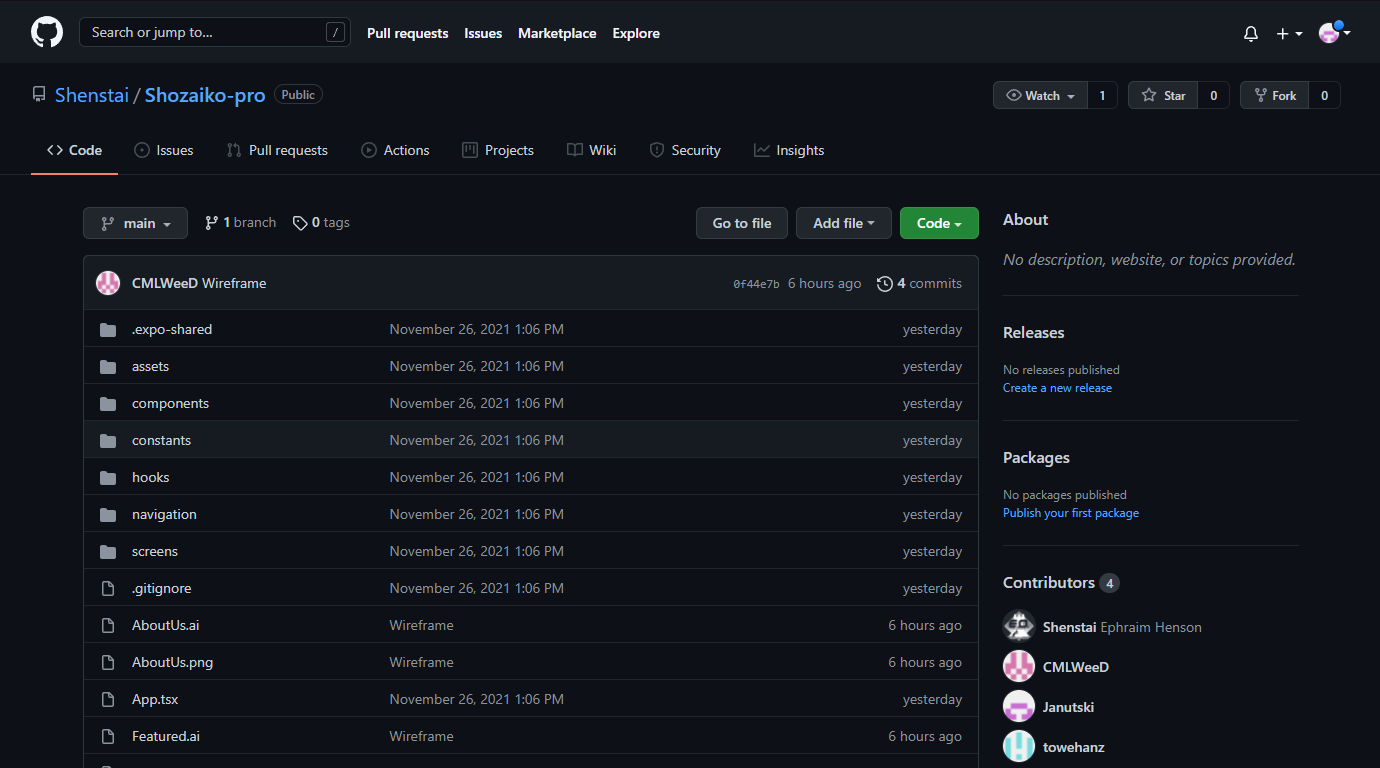 Search or jump to... / Pull requests Issues Marketplace Explore
Shenstai / Shozaiko-pro Public Watch 1 Star 0 Fork 0
Code Issues Pull requests Actions Projects Wiki Security Insights
main 1 branch 0 tags Go to file Add file Code
CMLWeeD Wireframe 0f44e7b 6 hours ago 4 commits
.expo-shared November 26, 2021 1:06 PM yesterday
assets November 26, 2021 1:06 PM yesterday
components November 26, 2021 1:06 PM yesterday
constants November 26, 2021 1:06 PM yesterday
hooks November 26, 2021 1:06 PM yesterday
navigation November 26, 2021 1:06 PM yesterday
screens November 26, 2021 1:06 PM yesterday
.gitignore November 26, 2021 1:06 PM yesterday
AboutUs.ai Wireframe 6 hours ago
AboutUs.png Wireframe 6 hours ago
App.tsx November 26, 2021 1:06 PM yesterday
Featured.ai Wireframe 6 hours ago
About
No description, website, or topics provided.
Releases
No releases published
Create a new release
Packages
No packages published
Publish your first package
Contributors 4
Shenstai Ephraim Henson
CMLWeeD
Janutski
towehanz